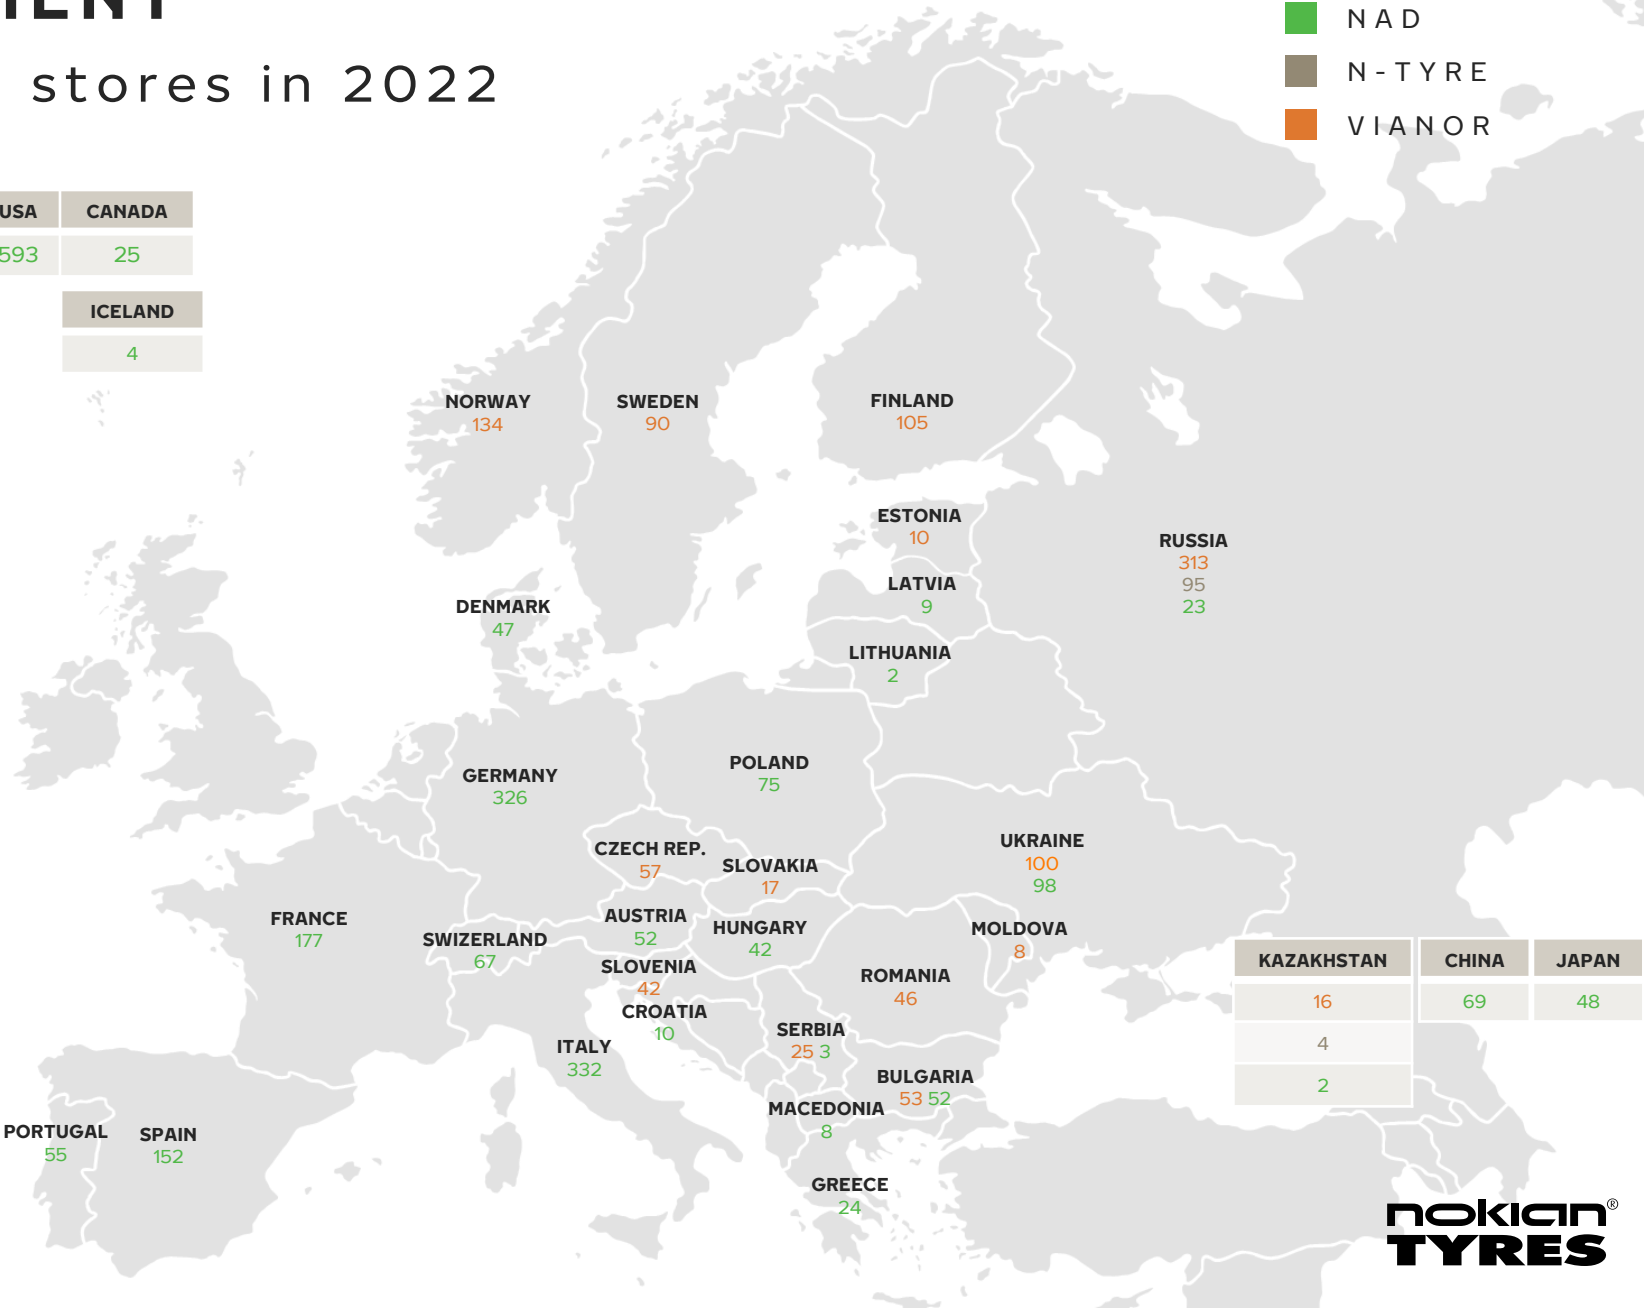 stores in 2022
NAD
N-TYRE
VIANOR
USA CANADA
593 25
ICELAND
4
NORWAY
134
SWEDEN
90
FINLAND
105
ESTONIA
10
RUSSIA
313
95
23
LATVIA
9
DENMARK
47
LITHUANIA
2
POLAND
75
GERMANY
326
UKRAINE
100
98
CZECH REP.
57
SLOVAKIA
17
FRANCE
177
AUSTRIA
52
HUNGARY
42
MOLDOVA
8
SWIZERLAND
67
SLOVENIA
42
ROMANIA
46
KAZAKHSTAN CHINA JAPAN
16 69 48
4
2
CROATIA
10
SERBIA
25 3
ITALY
332
BULGARIA
53 52
MACEDONIA
8
PORTUGAL
55
SPAIN
152
GREECE
24
nokian®
TYRES